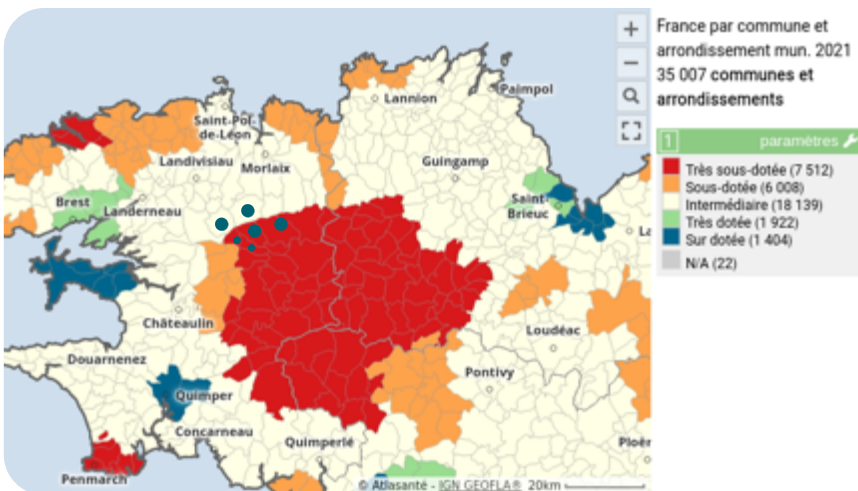 France par commune et
arrondissement mun. 2021
35 007 communes et
arrondissements
1 paramètres
Très sous-dotée (7 512)
Sous-dotée (6 008)
Intermédiaire (18 139)
Très dotée (1 922)
Sur dotée (1 404)
N/A (22)
+
−
Paimpol
Lannion
Saint-Pol-
de-Léon
Landivisiau
Morlaix
Guingamp
Brest
Landerneau
Saint-
Brieuc
La
Châteaulin
Loudéac
Douarnenez
Pontivy
Quimper
Concarneau
Quimperlé
Ploër
Penmarch
© Atlasanté - IGN GEOFLA® 20km